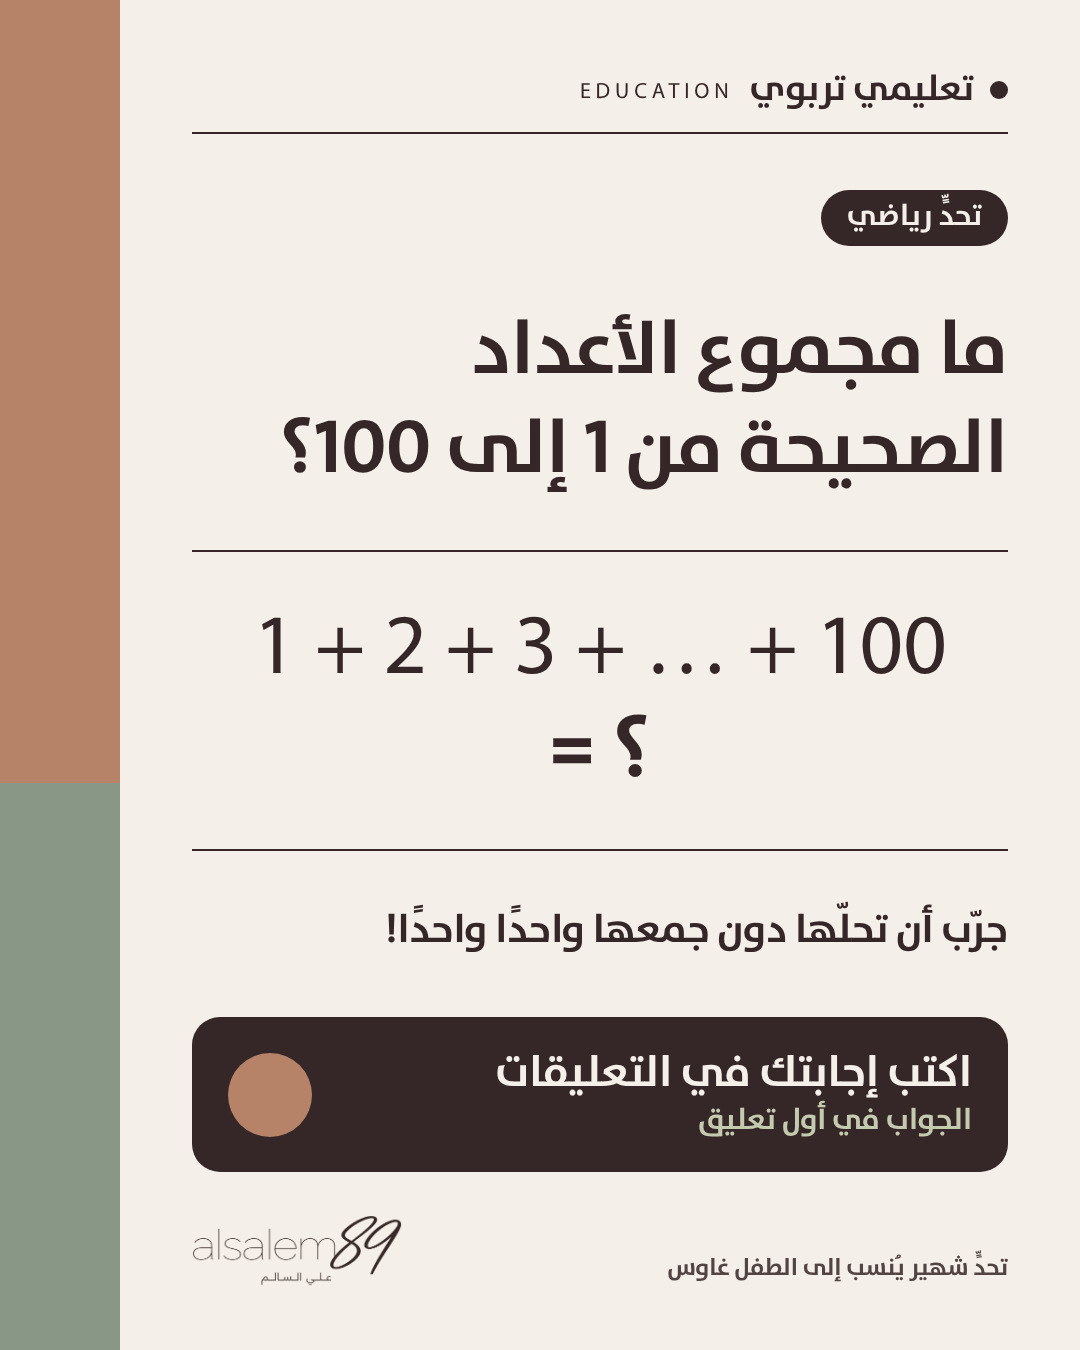 تعليمي تربوي EDUCATION
تحدٍّ رياضي
ما مجموع الأعداد
الصحيحة من 1 إلى 100؟
1 + 2 + 3 + … + 100
= ؟
جرّب أن تحلّها دون جمعها واحدًا واحدًا!
اكتب إجابتك في التعليقات
الجواب في أول تعليق
تحدٍّ شهير يُنسب إلى الطفل غاوس
alsalem89
علي السالم